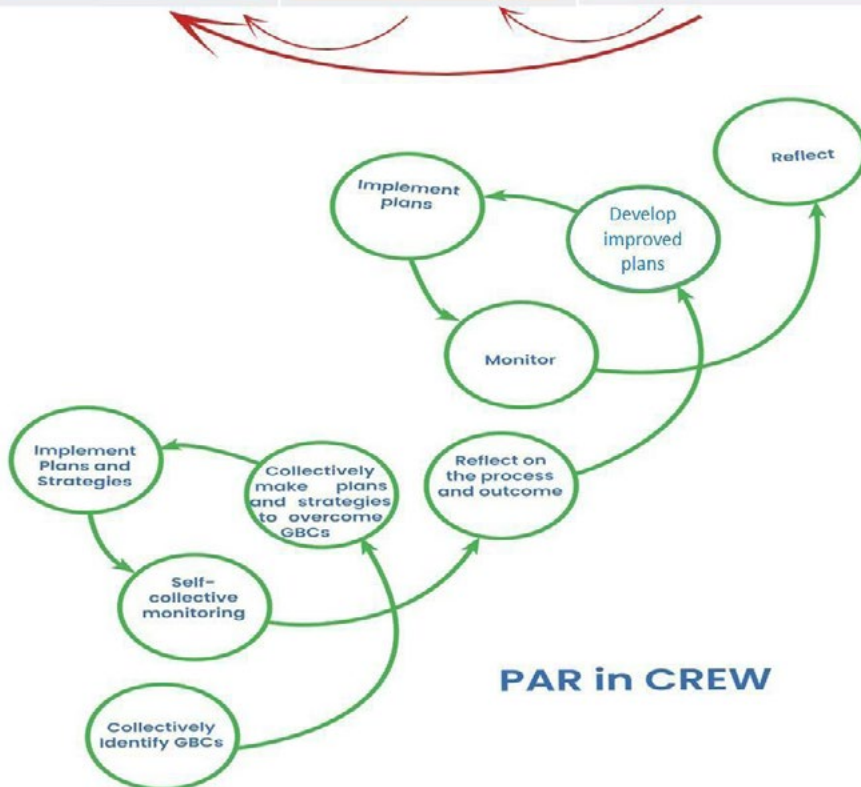 Reflect
Implement
plans
Develop
improved
plans
Monitor
Implement
Plans and
Strategies
Collectively
make plans
and strategies
to overcome
GBCs
Reflect on
the process
and outcome
Self-
collective
monitoring
PAR in CREW
Collectively
Identify GBCs